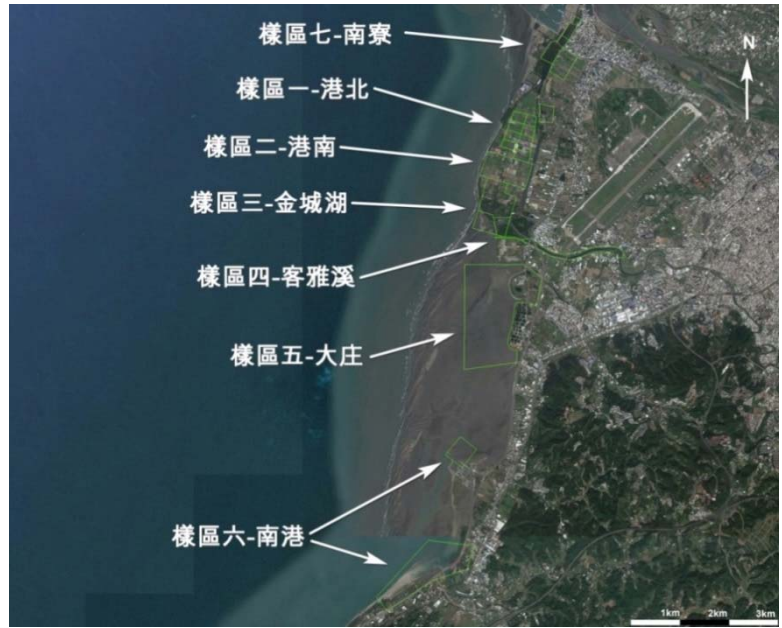 樣區七-南寮
N
樣區一-港北
樣區二-港南
樣區三-金城湖
樣區四-客雅溪
樣區五-大庄
樣區六-南港
1km 2km 3km